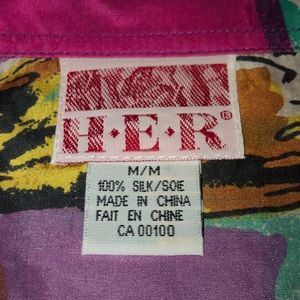 H·E·R®
M/M
100% SILK/SOIE
MADE IN CHINA
FAIT EN CHINE
CA 00100